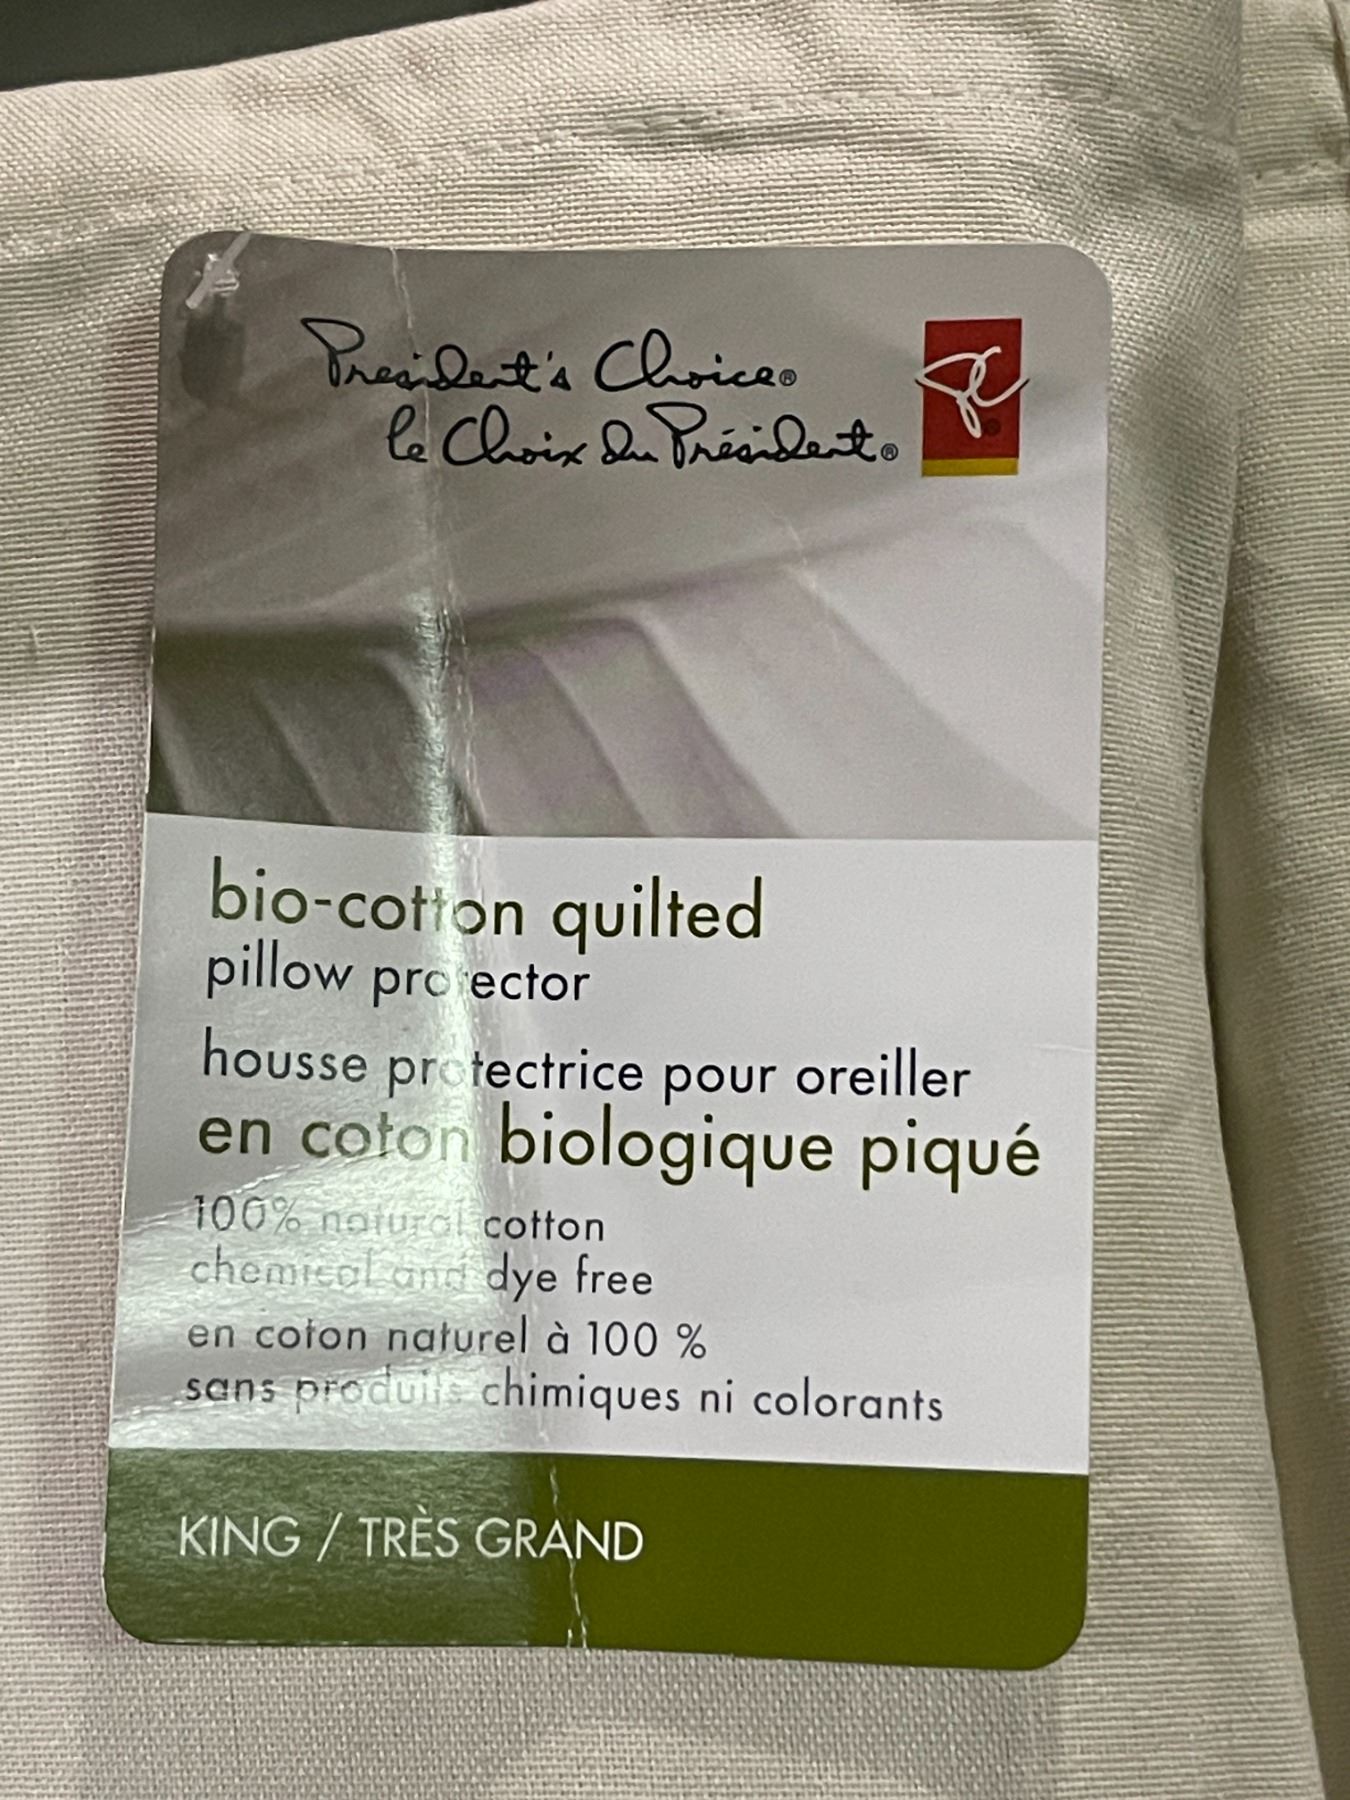 President's Choice®
le Choix du Président®
bio-cotton quilted
pillow protector
housse protectrice pour oreiller
en coton biologique piqué
100% natural cotton
chemical and dye free
en coton naturel à 100 %
sans produits chimiques ni colorants
KING / TRÈS GRAND